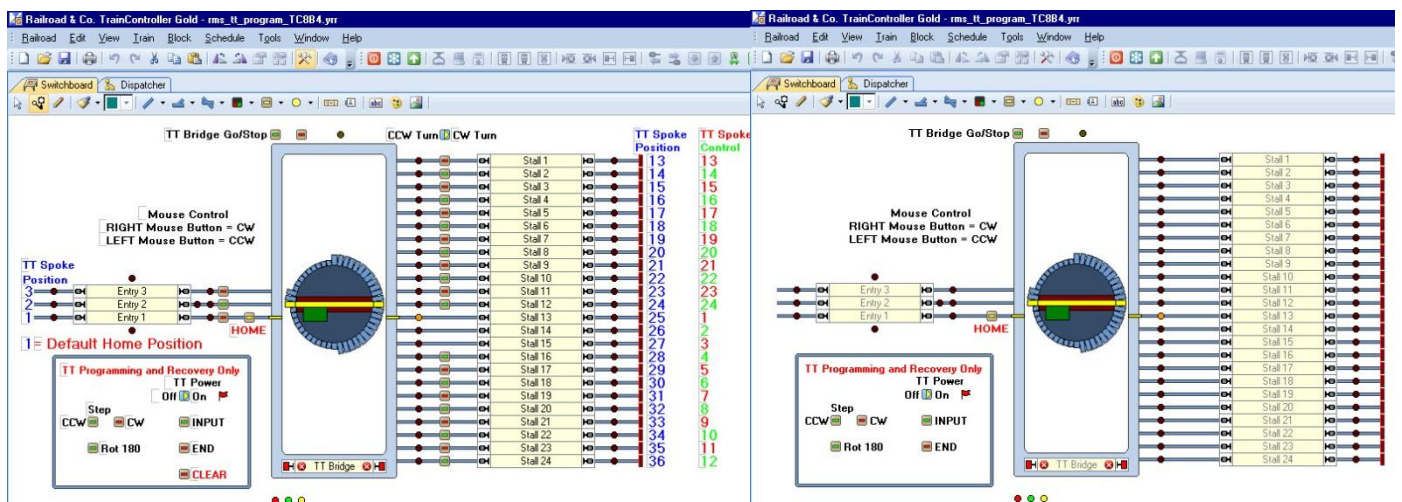 Railroad & Co. TrainController Gold - rms_tt_program_TC8B4.yrr
Railroad Edit View Train Block Schedule Tools Window Help
Switchboard Dispatcher
TT Bridge Go/Stop CCW Turn CW Turn
TT Spoke Position
TT Spoke Control
Stall 1 13 13
Stall 2 14 14
Stall 3 15 15
Stall 4 16 16
Stall 5 17 17
Stall 6 18 18
Stall 7 19 19
Stall 8 20 20
Stall 9 21 21
Stall 10 22 22
Stall 11 23 23
Stall 12 24 24
Stall 13 25 1
Stall 14 26 2
Stall 15 27 3
Stall 16 28 4
Stall 17 29 5
Stall 18 30 6
Stall 19 31 7
Stall 20 32 8
Stall 21 33 9
Stall 22 34 10
Stall 23 35 11
Stall 24 36 12
Mouse Control
RIGHT Mouse Button = CW
LEFT Mouse Button = CCW
TT Spoke
Position
3 Entry 3
2 Entry 2
1 Entry 1
HOME
1 = Default Home Position
TT Programming and Recovery Only
TT Power
Off On
Step
CCW CW INPUT
Rot 180 END
CLEAR
TT Bridge
Railroad & Co. TrainController Gold - rms_tt_program_TC8B4.yrr
Railroad Edit View Train Block Schedule Tools Window Help
Switchboard Dispatcher
TT Bridge Go/Stop
Stall 1
Stall 2
Stall 3
Stall 4
Stall 5
Stall 6
Stall 7
Stall 8
Stall 9
Stall 10
Stall 11
Stall 12
Stall 13
Stall 14
Stall 15
Stall 16
Stall 17
Stall 18
Stall 19
Stall 20
Stall 21
Stall 22
Stall 23
Stall 24
Mouse Control
RIGHT Mouse Button = CW
LEFT Mouse Button = CCW
Entry 3
Entry 2
Entry 1
HOME
TT Programming and Recovery Only
TT Power
Off On
Step
CCW CW INPUT
Rot 180 END
TT Bridge